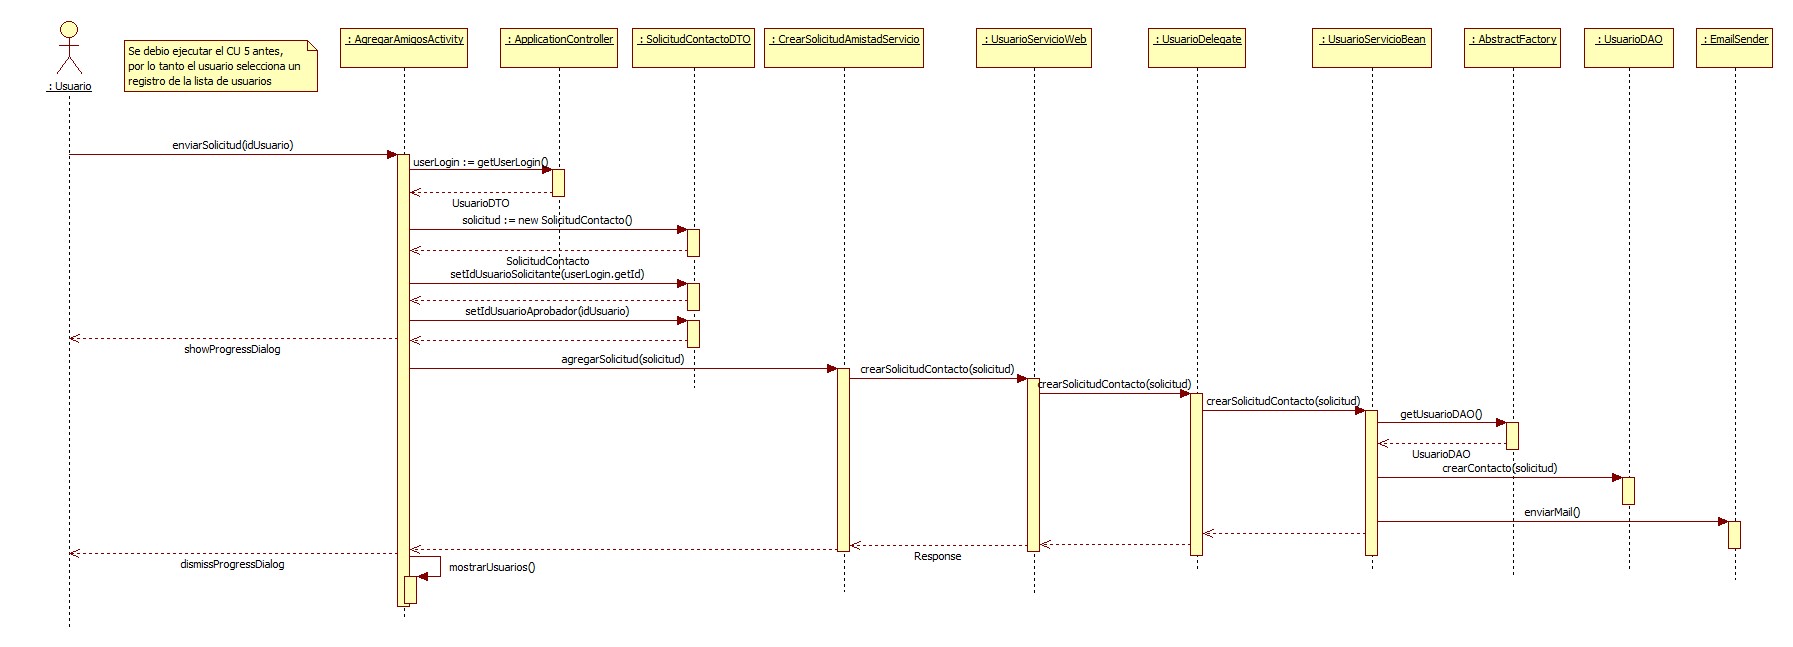 : Usuario
Se debio ejecutar el CU 5 antes,
por lo tanto el usuario selecciona un
registro de la lista de usuarios
: AgregarAmigosActivity
: ApplicationController
: SolicitudContactoDTO
: CrearSolicitudAmistadServicio
: UsuarioServicioWeb
: UsuarioDelegate
: UsuarioServicioBean
: AbstractFactory
: UsuarioDAO
: EmailSender
enviarSolicitud(idUsuario)
userLogin := getUserLogin()
UsuarioDTO
solicitud := new SolicitudContacto()
SolicitudContacto
setIdUsuarioSolicitante(userLogin.getId)
setIdUsuarioAprobador(idUsuario)
showProgressDialog
agregarSolicitud(solicitud)
crearSolicitudContacto(solicitud)
crearSolicitudContacto(solicitud)
crearSolicitudContacto(solicitud)
getUsuarioDAO()
UsuarioDAO
crearContacto(solicitud)
enviarMail()
Response
dismissProgressDialog
mostrarUsuarios()